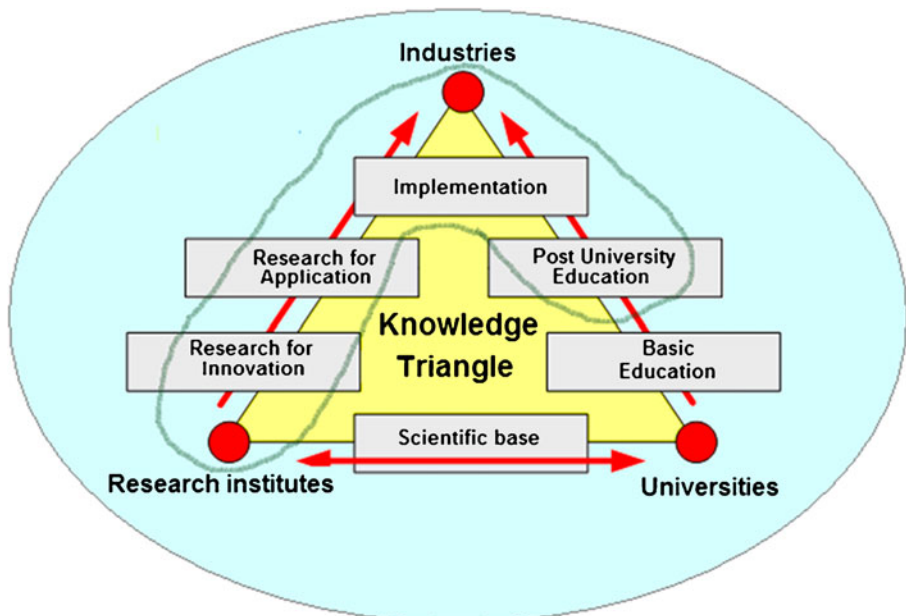 Industries
Implementation
Research for
Application
Post University
Education
Knowledge
Triangle
Research for
Innovation
Basic
Education
Scientific base
Research institutes
Universities